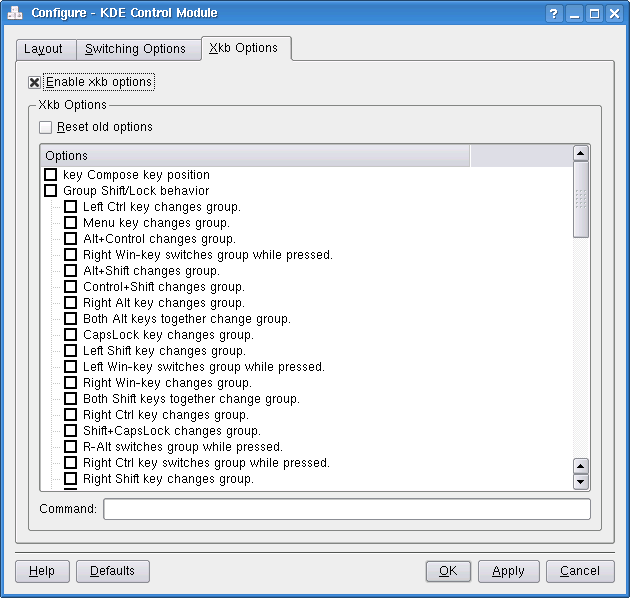 Configure - KDE Control Module
Layout
Switching Options
Xkb Options
Enable xkb options
Xkb Options
Reset old options
Options
key Compose key position
Group Shift/Lock behavior
Left Ctrl key changes group.
Menu key changes group.
Alt+Control changes group.
Right Win-key switches group while pressed.
Alt+Shift changes group.
Control+Shift changes group.
Right Alt key changes group.
Both Alt keys together change group.
CapsLock key changes group.
Left Shift key changes group.
Left Win-key switches group while pressed.
Right Win-key changes group.
Both Shift keys together change group.
Right Ctrl key changes group.
Shift+CapsLock changes group.
R-Alt switches group while pressed.
Right Ctrl key switches group while pressed.
Right Shift key changes group.
Command:
Help
Defaults
OK
Apply
Cancel